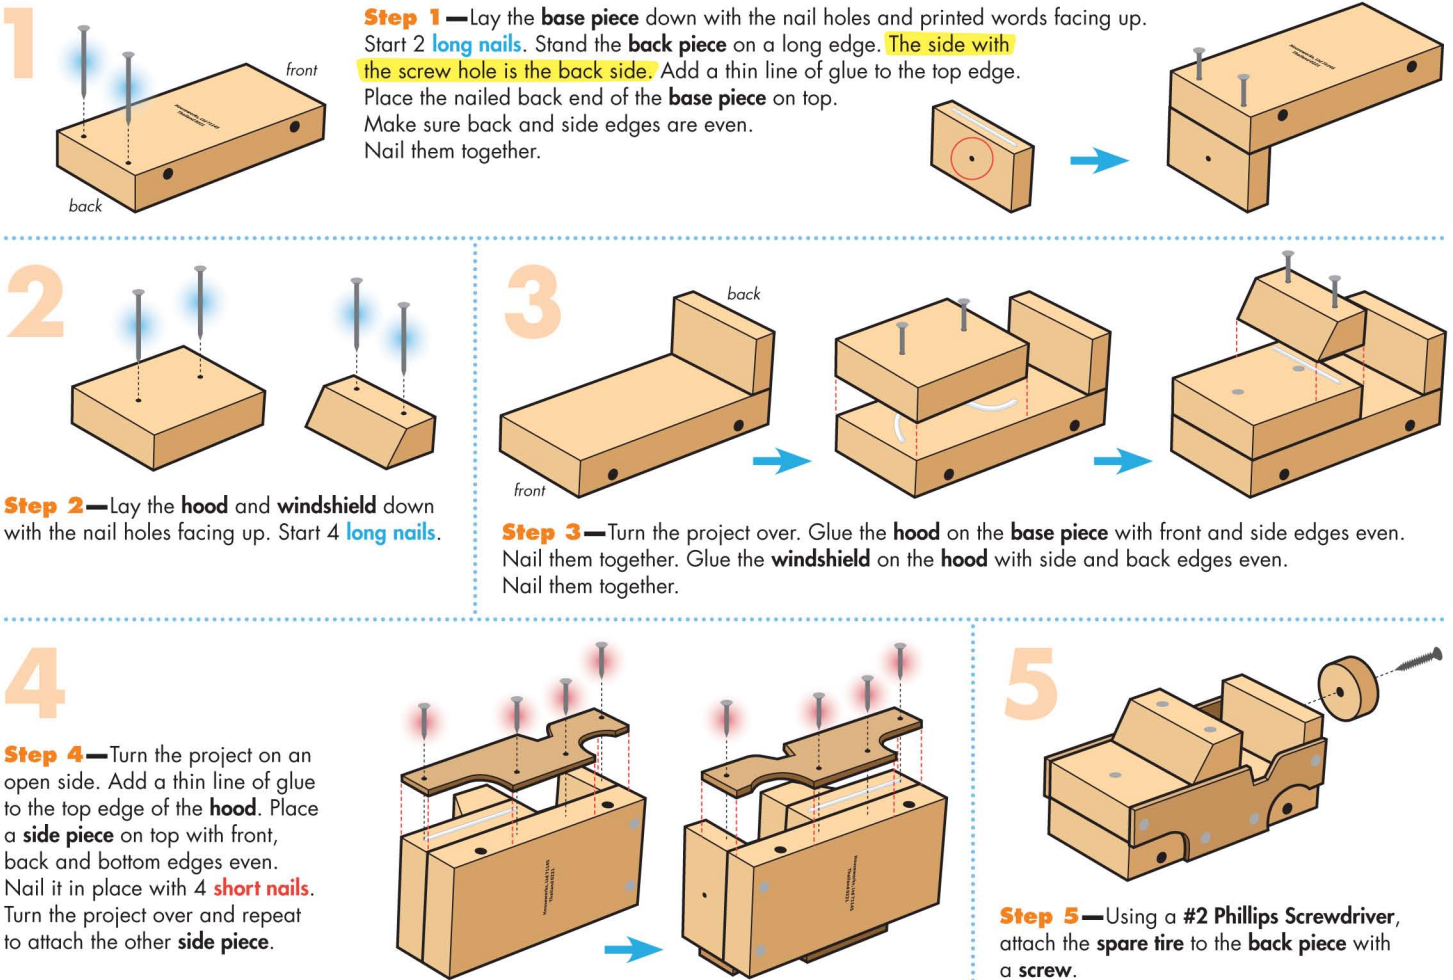 1
Step 1—Lay the base piece down with the nail holes and printed words facing up.
Start 2 long nails. Stand the back piece on a long edge. The side with
the screw hole is the back side. Add a thin line of glue to the top edge.
Place the nailed back end of the base piece on top.
Make sure back and side edges are even.
Nail them together.
front
back
2
Step 2—Lay the hood and windshield down
with the nail holes facing up. Start 4 long nails.
3
back
front
Step 3—Turn the project over. Glue the hood on the base piece with front and side edges even.
Nail them together. Glue the windshield on the hood with side and back edges even.
Nail them together.
4
Step 4—Turn the project on an
open side. Add a thin line of glue
to the top edge of the hood. Place
a side piece on top with front,
back and bottom edges even.
Nail it in place with 4 short nails.
Turn the project over and repeat
to attach the other side piece.
5
Step 5—Using a #2 Phillips Screwdriver,
attach the spare tire to the back piece with
a screw.